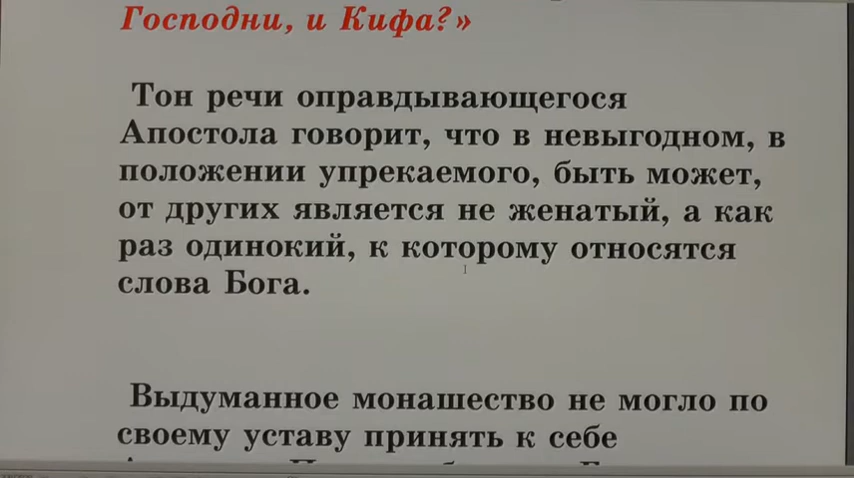 Господни, и Кифа?»
Тон речи оправдывающегося
Апостола говорит, что в невыгодном, в
положении упрекаемого, быть может,
от других является не женатый, а как
раз одинокий, к которому относятся
слова Бога.
Выдуманное монашество не могло по
своему уставу принять к себе